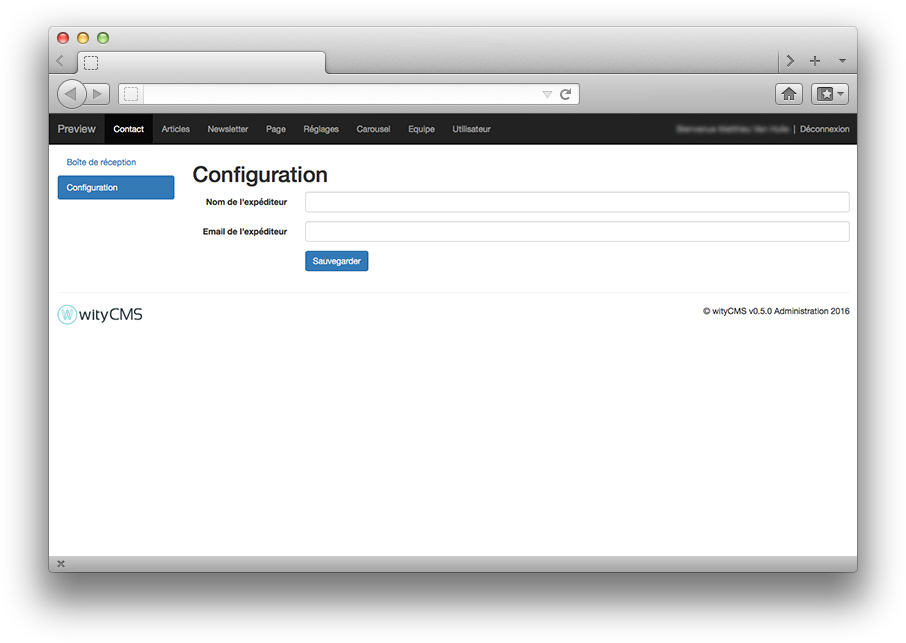 Preview Contact Articles Newsletter Page Réglages Carousel Equipe Utilisateur | Déconnexion
Boîte de réception
Configuration
Configuration
Nom de l'expéditeur
Email de l'expéditeur
Sauvegarder
W wityCMS
© wityCMS v0.5.0 Administration 2016